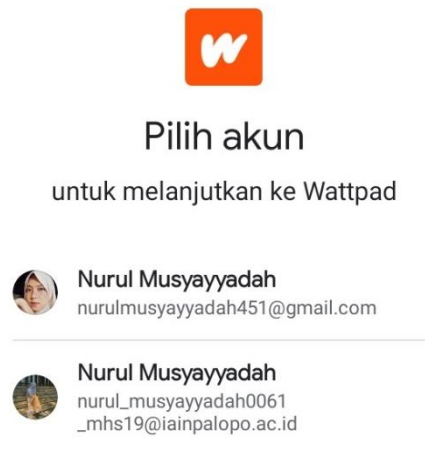 Pilih akun
untuk melanjutkan ke Wattpad
Nurul Musyayyadah
nurulmusyayyadah451@gmail.com
Nurul Musyayyadah
nurul_musyayyadah0061
_mhs19@iainpalopo.ac.id